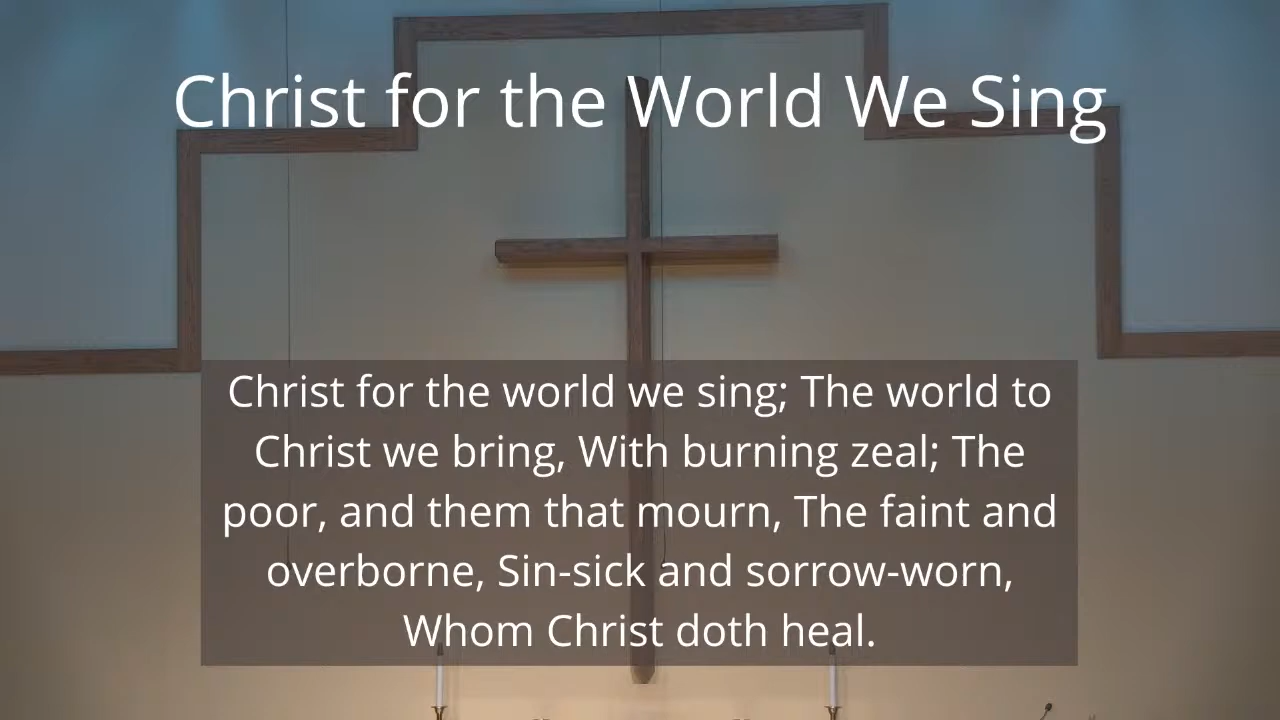 Christ for the World We Sing
Christ for the world we sing; The world to
Christ we bring, With burning zeal; The
poor, and them that mourn, The faint and
overborne, Sin-sick and sorrow-worn,
Whom Christ doth heal.